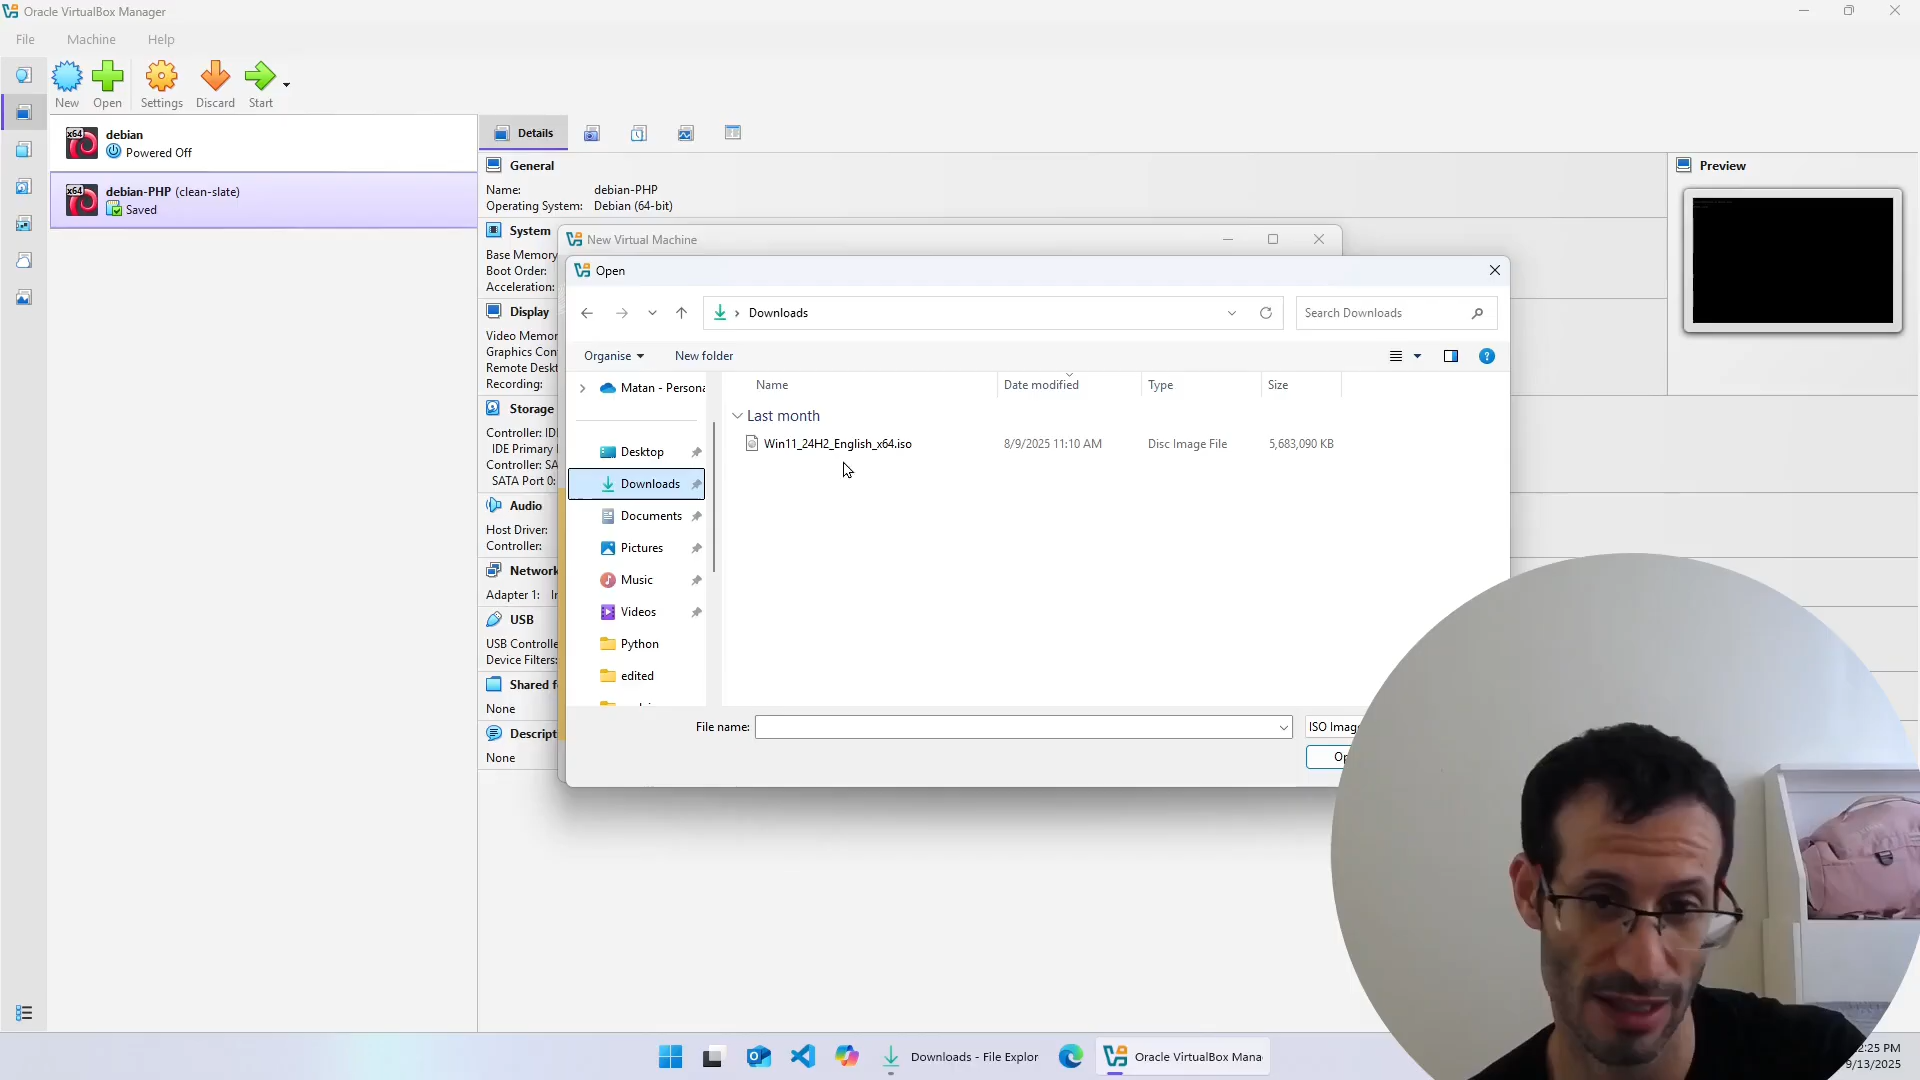 Oracle VirtualBox Manager
File Machine Help
New Open Settings Discard Start
x64 debian
Powered Off
x64 debian-PHP (clean-slate)
Saved
Details
General
Name: debian-PHP
Operating System: Debian (64-bit)
System
Base Memory
Boot Order:
Acceleration:
Display
Video Memor
Graphics Con
Remote Deskt
Recording:
Storage
Controller: IDE
IDE Primary
Controller: SA
SATA Port 0:
Audio
Host Driver:
Controller:
Network
Adapter 1: In
USB
USB Controlle
Device Filters:
Shared f
None
Descript
None
Preview
New Virtual Machine
Open
Downloads
Search Downloads
Organise New folder
Matan - Persona
Desktop
Downloads
Documents
Pictures
Music
Videos
Python
edited
Name Date modified Type Size
Last month
Win11_24H2_English_x64.iso 8/9/2025 11:10 AM Disc Image File 5,683,090 KB
File name: ISO Imag
Op
Downloads - File Explor
Oracle VirtualBox Mana
2:25 PM
9/13/2025